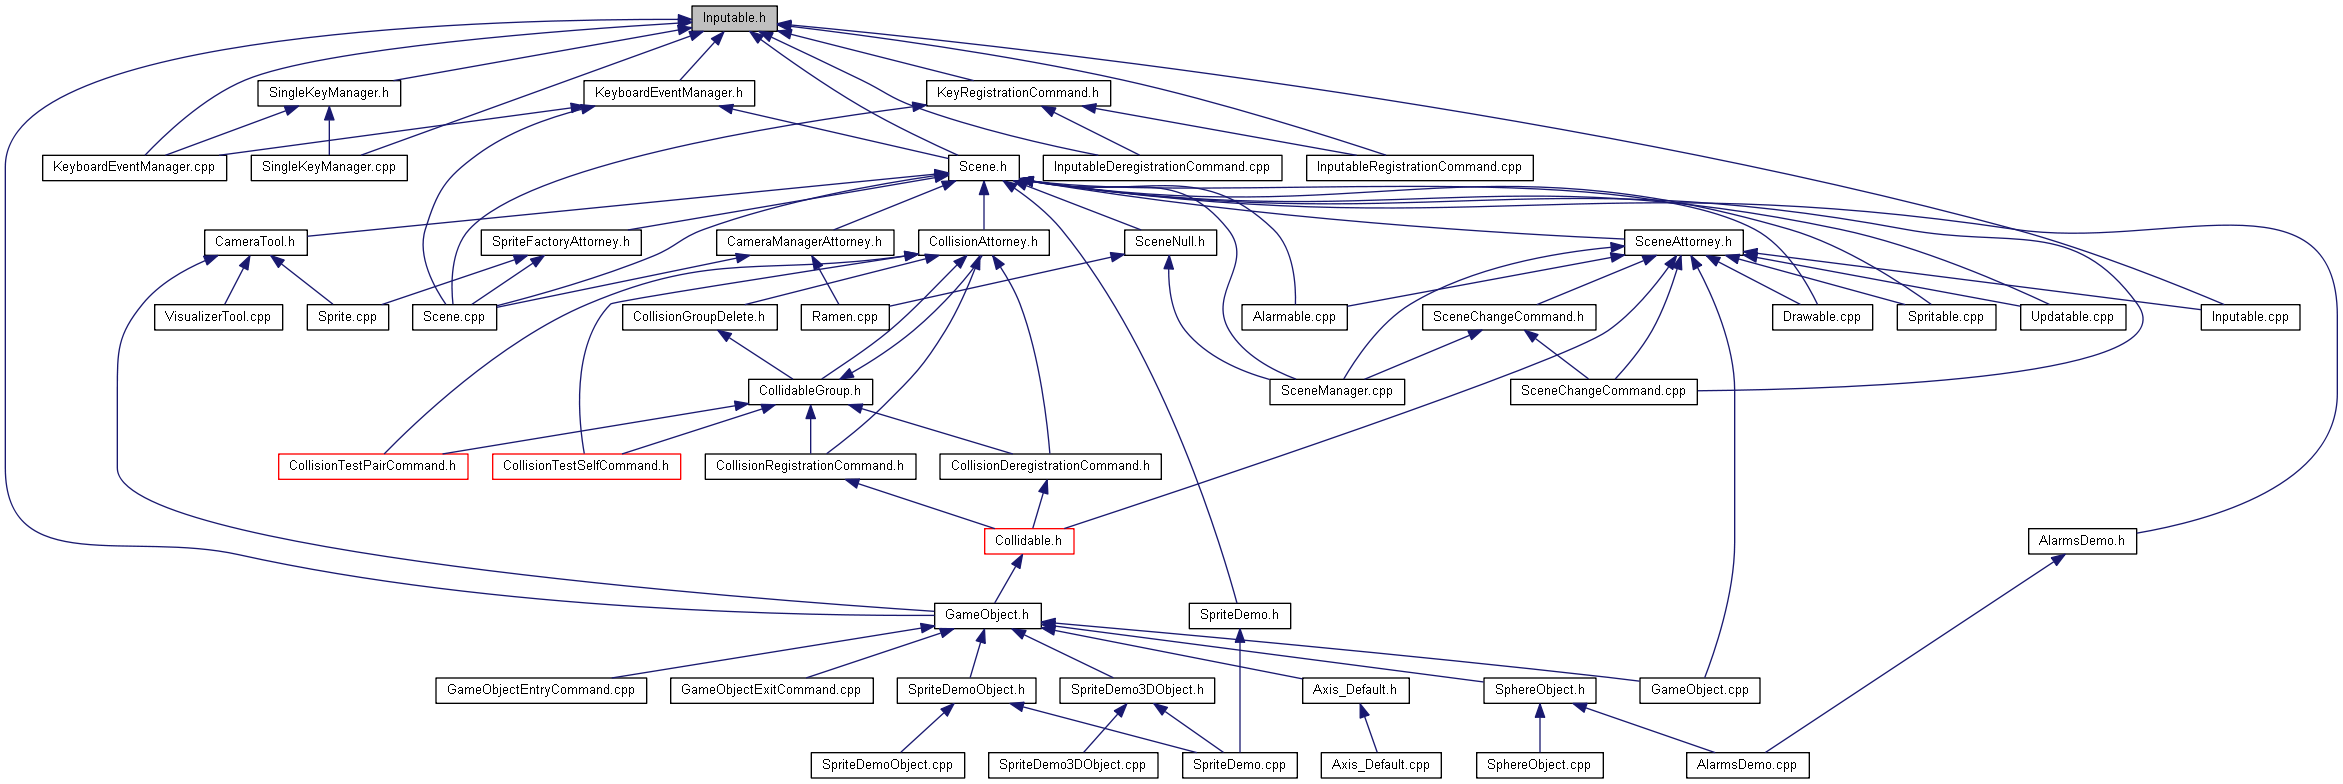 Inputable.h
SingleKeyManager.h
KeyboardEventManager.h
KeyRegistrationCommand.h
KeyboardEventManager.cpp
SingleKeyManager.cpp
Scene.h
InputableDeregistrationCommand.cpp
InputableRegistrationCommand.cpp
CameraTool.h
SpriteFactoryAttorney.h
CameraManagerAttorney.h
CollisionAttorney.h
SceneNull.h
SceneAttorney.h
VisualizerTool.cpp
Sprite.cpp
Scene.cpp
CollisionGroupDelete.h
Ramen.cpp
Alarmable.cpp
SceneChangeCommand.h
Drawable.cpp
Spritable.cpp
Updatable.cpp
Inputable.cpp
CollidableGroup.h
SceneManager.cpp
SceneChangeCommand.cpp
CollisionTestPairCommand.h
CollisionTestSelfCommand.h
CollisionRegistrationCommand.h
CollisionDeregistrationCommand.h
Collidable.h
AlarmsDemo.h
GameObject.h
SpriteDemo.h
GameObjectEntryCommand.cpp
GameObjectExitCommand.cpp
SpriteDemoObject.h
SpriteDemo3DObject.h
Axis_Default.h
SphereObject.h
GameObject.cpp
SpriteDemoObject.cpp
SpriteDemo3DObject.cpp
SpriteDemo.cpp
Axis_Default.cpp
SphereObject.cpp
AlarmsDemo.cpp